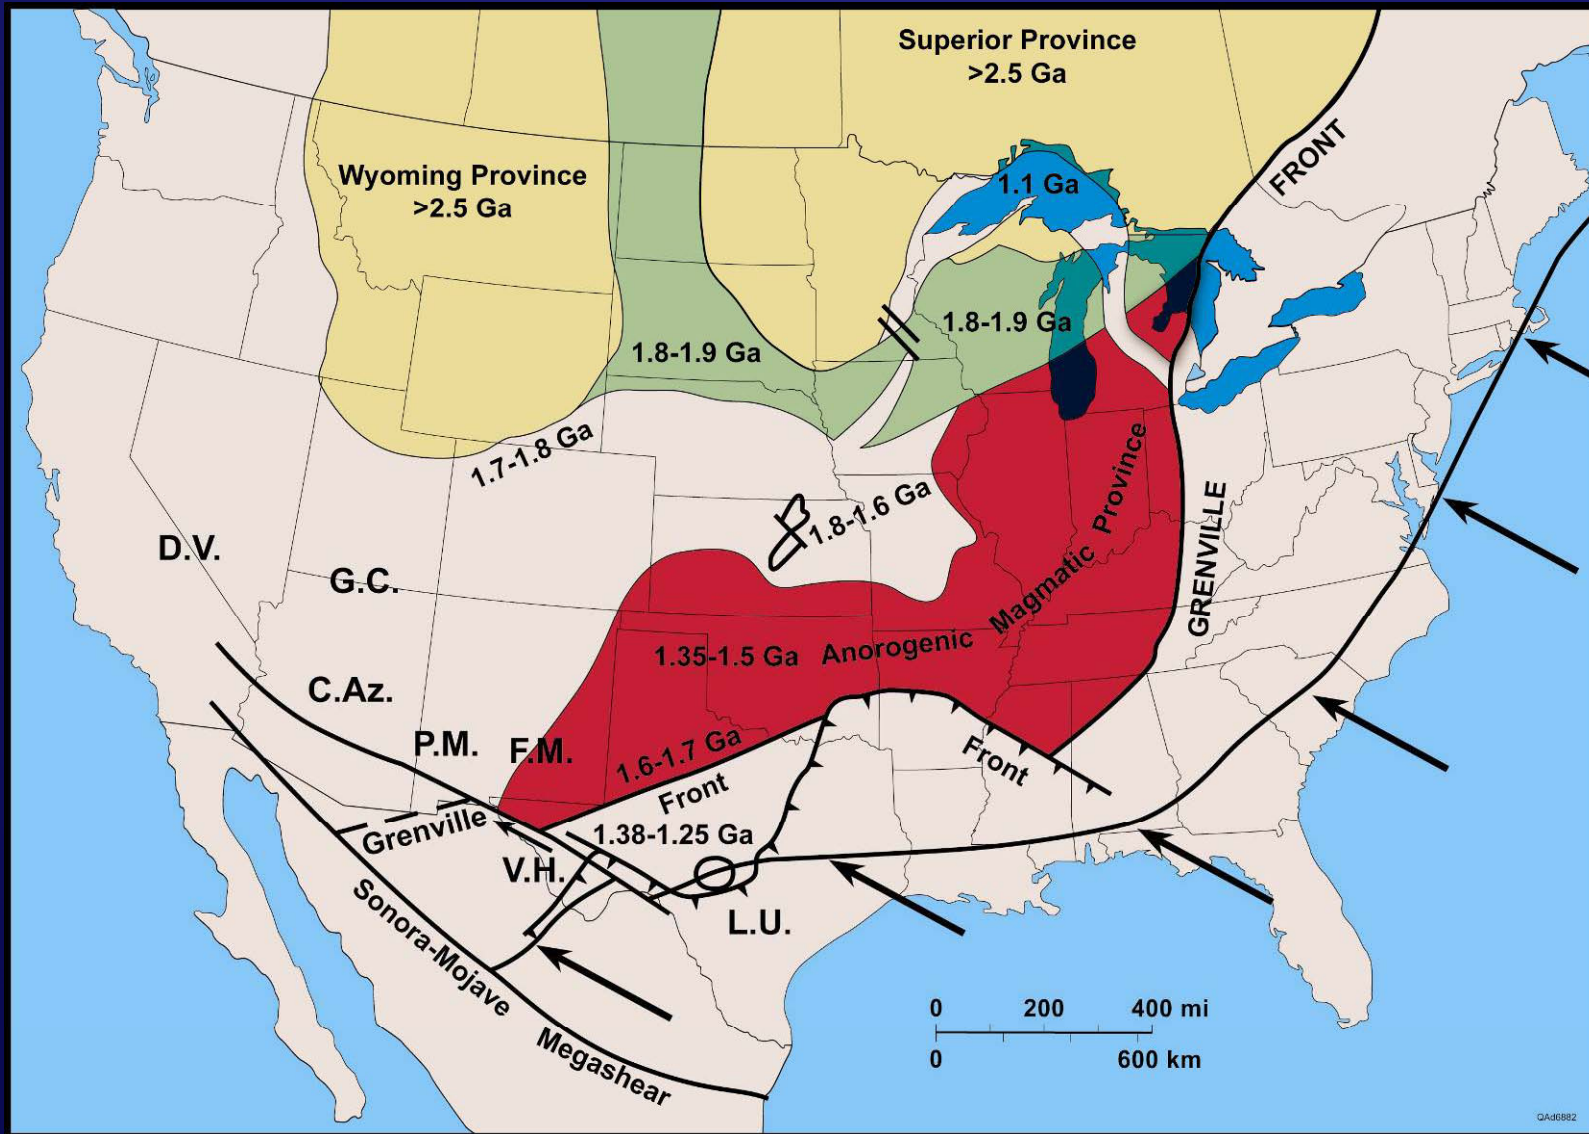 Superior Province
>2.5 Ga
FRONT
Wyoming Province
>2.5 Ga
1.1 Ga
1.8-1.9 Ga
1.8-1.9 Ga
1.7-1.8 Ga
1.8-1.6 Ga
D.V.
G.C.
GRENVILLE
1.35-1.5 Ga Anorogenic Magmatic Province
C.Az.
P.M.
F.M.
1.6-1.7 Ga
Front
Front
Grenville
1.38-1.25 Ga
V.H.
L.U.
Sonora-Mojave Megashear
0 200 400 mi
0 600 km
QAd6882